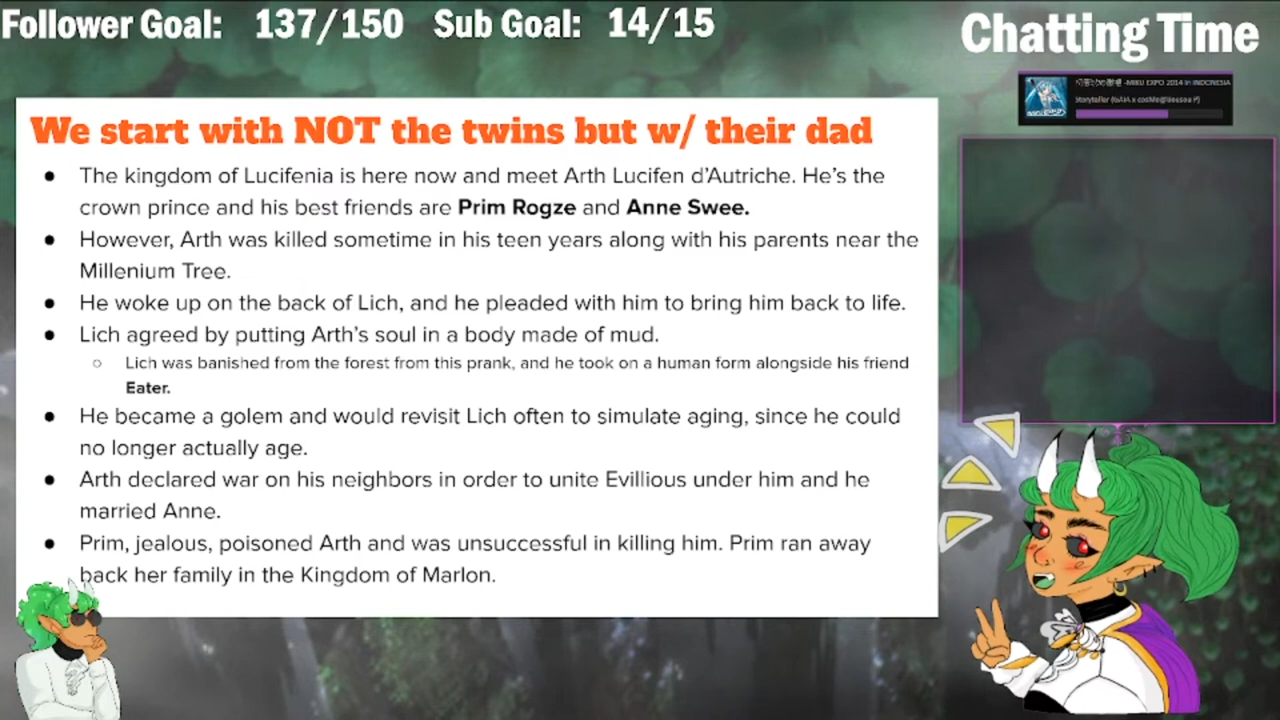 Follower Goal: 137/150 Sub Goal: 14/15
Chatting Time
-MIKU EXPO 2014 in INDONESIA
We start with NOT the twins but w/ their dad
● The kingdom of Lucifenia is here now and meet Arth Lucifen d’Autriche. He’s the
crown prince and his best friends are Prim Rogze and Anne Swee.
● However, Arth was killed sometime in his teen years along with his parents near the
Millenium Tree.
● He woke up on the back of Lich, and he pleaded with him to bring him back to life.
● Lich agreed by putting Arth’s soul in a body made of mud.
○ Lich was banished from the forest from this prank, and he took on a human form alongside his friend
Eater.
● He became a golem and would revisit Lich often to simulate aging, since he could
no longer actually age.
● Arth declared war on his neighbors in order to unite Evillious under him and he
married Anne.
● Prim, jealous, poisoned Arth and was unsuccessful in killing him. Prim ran away
back her family in the Kingdom of Marlon.